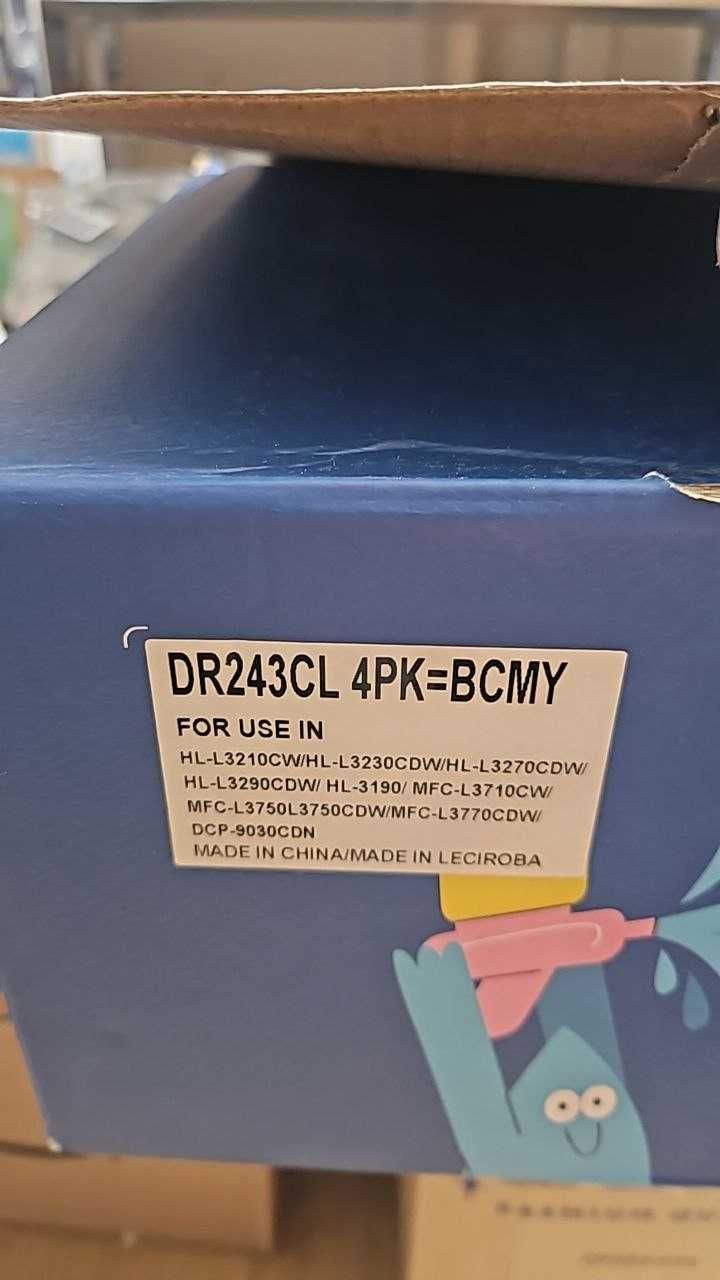 DR243CL 4PK=BCMY
FOR USE IN
HL-L3210CW/HL-L3230CDW/HL-L3270CDW/
HL-L3290CDW/ HL-3190/ MFC-L3710CW/
MFC-L3750L3750CDW/MFC-L3770CDW/
DCP-9030CDN
MADE IN CHINA/MADE IN LECIROBA